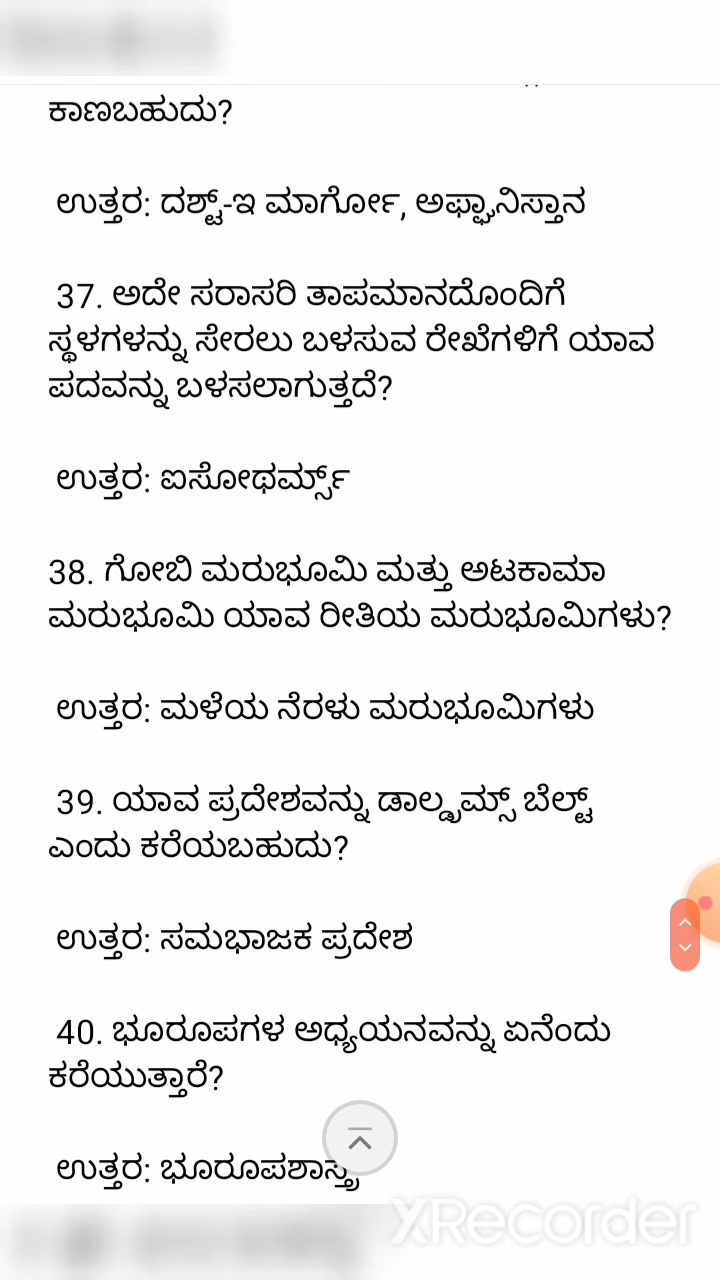 ಕಾಣಬಹುದು?
ಉತ್ತರ: ದಶ್ಟ್-ಇ ಮಾರ್ಗೋ, ಅಫ್ಘಾನಿಸ್ತಾನ
37. ಅದೇ ಸರಾಸರಿ ತಾಪಮಾನದೊಂದಿಗೆ
ಸ್ಥಳಗಳನ್ನು ಸೇರಲು ಬಳಸುವ ರೇಖೆಗಳಿಗೆ ಯಾವ
ಪದವನ್ನು ಬಳಸಲಾಗುತ್ತದೆ?
ಉತ್ತರ: ಐಸೋಥರ್ಮ್ಸ್
38. ಗೋಬಿ ಮರುಭೂಮಿ ಮತ್ತು ಅಟಕಾಮಾ
ಮರುಭೂಮಿ ಯಾವ ರೀತಿಯ ಮರುಭೂಮಿಗಳು?
ಉತ್ತರ: ಮಳೆಯ ನೆರಳು ಮರುಭೂಮಿಗಳು
39. ಯಾವ ಪ್ರದೇಶವನ್ನು ಡಾಲ್ಡ್ರಮ್ಸ್ ಬೆಲ್ಟ್
ಎಂದು ಕರೆಯಬಹುದು?
ಉತ್ತರ: ಸಮಭಾಜಕ ಪ್ರದೇಶ
40. ಭೂರೂಪಗಳ ಅಧ್ಯಯನವನ್ನು ಏನೆಂದು
ಕರೆಯುತ್ತಾರೆ?
ಉತ್ತರ: ಭೂರೂಪಶಾಸ್ತ್ರ
XRecorder